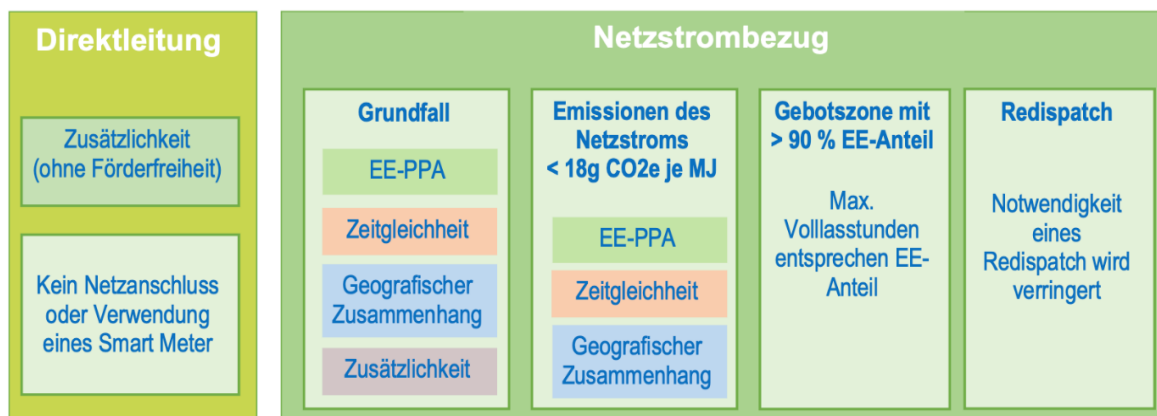 Direktleitung
Zusätzlichkeit
(ohne Förderfreiheit)
Kein Netzanschluss
oder Verwendung
eines Smart Meter
Netzstrombezug
Grundfall
EE-PPA
Zeitgleichheit
Geografischer
Zusammenhang
Zusätzlichkeit
Emissionen des
Netzstroms
< 18g CO2e je MJ
EE-PPA
Zeitgleichheit
Geografischer
Zusammenhang
Gebotszone mit
> 90 % EE-Anteil
Max.
Volllasstunden
entsprechen EE-
Anteil
Redispatch
Notwendigkeit
eines
Redispatch wird
verringert